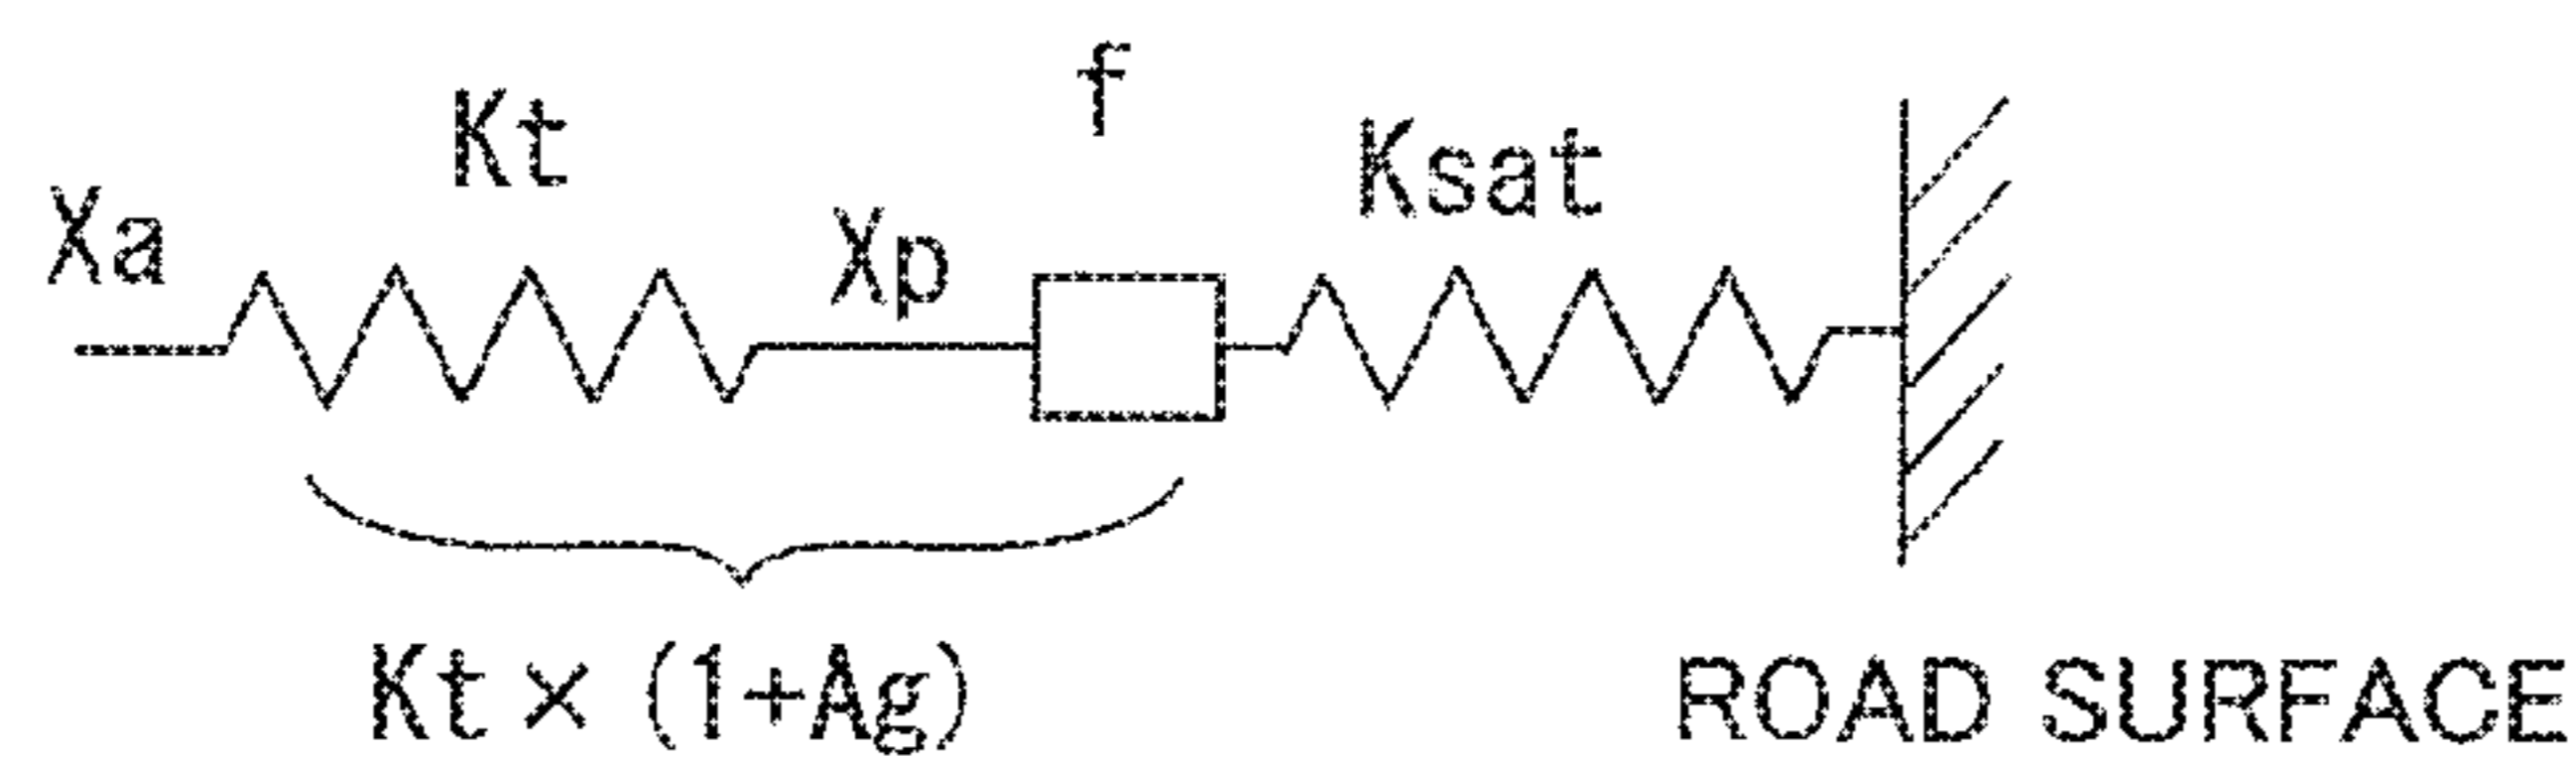 f
Kt
Ksat
Xa
Xp
Kt × (1+Ag)
ROAD SURFACE